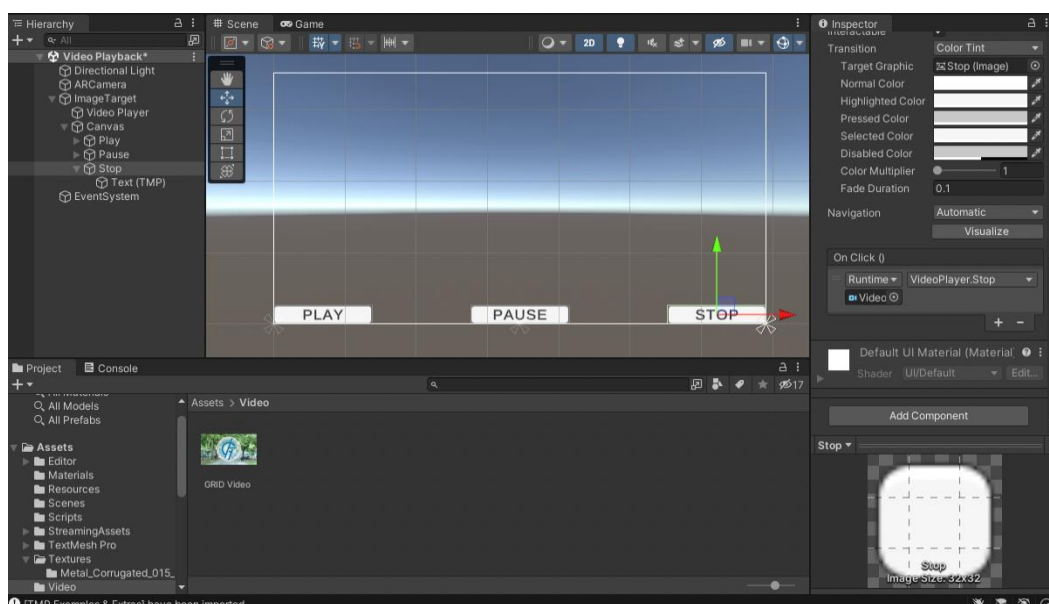 Hierarchy
All
Video Playback*
Directional Light
ARCamera
ImageTarget
Video Player
Canvas
Play
Pause
Stop
Text (TMP)
EventSystem
Scene
Game
2D
PLAY
PAUSE
STOP
Inspector
Interactable
Transition
Color Tint
Target Graphic
Stop (Image)
Normal Color
Highlighted Color
Pressed Color
Selected Color
Disabled Color
Color Multiplier
1
Fade Duration
0.1
Navigation
Automatic
Visualize
On Click ()
Runtime
VideoPlayer.Stop
Video
Default UI Material (Material)
Shader
UI/Default
Edit...
Add Component
Stop
Stop
Image Size: 32x32
Project
Console
17
All Materials
All Models
All Prefabs
Assets
Editor
Materials
Resources
Scenes
Scripts
StreamingAssets
TextMesh Pro
Textures
Metal_Corrugated_015_
Video
Assets > Video
GRID Video
[TMP Examples & Extras] have been imported